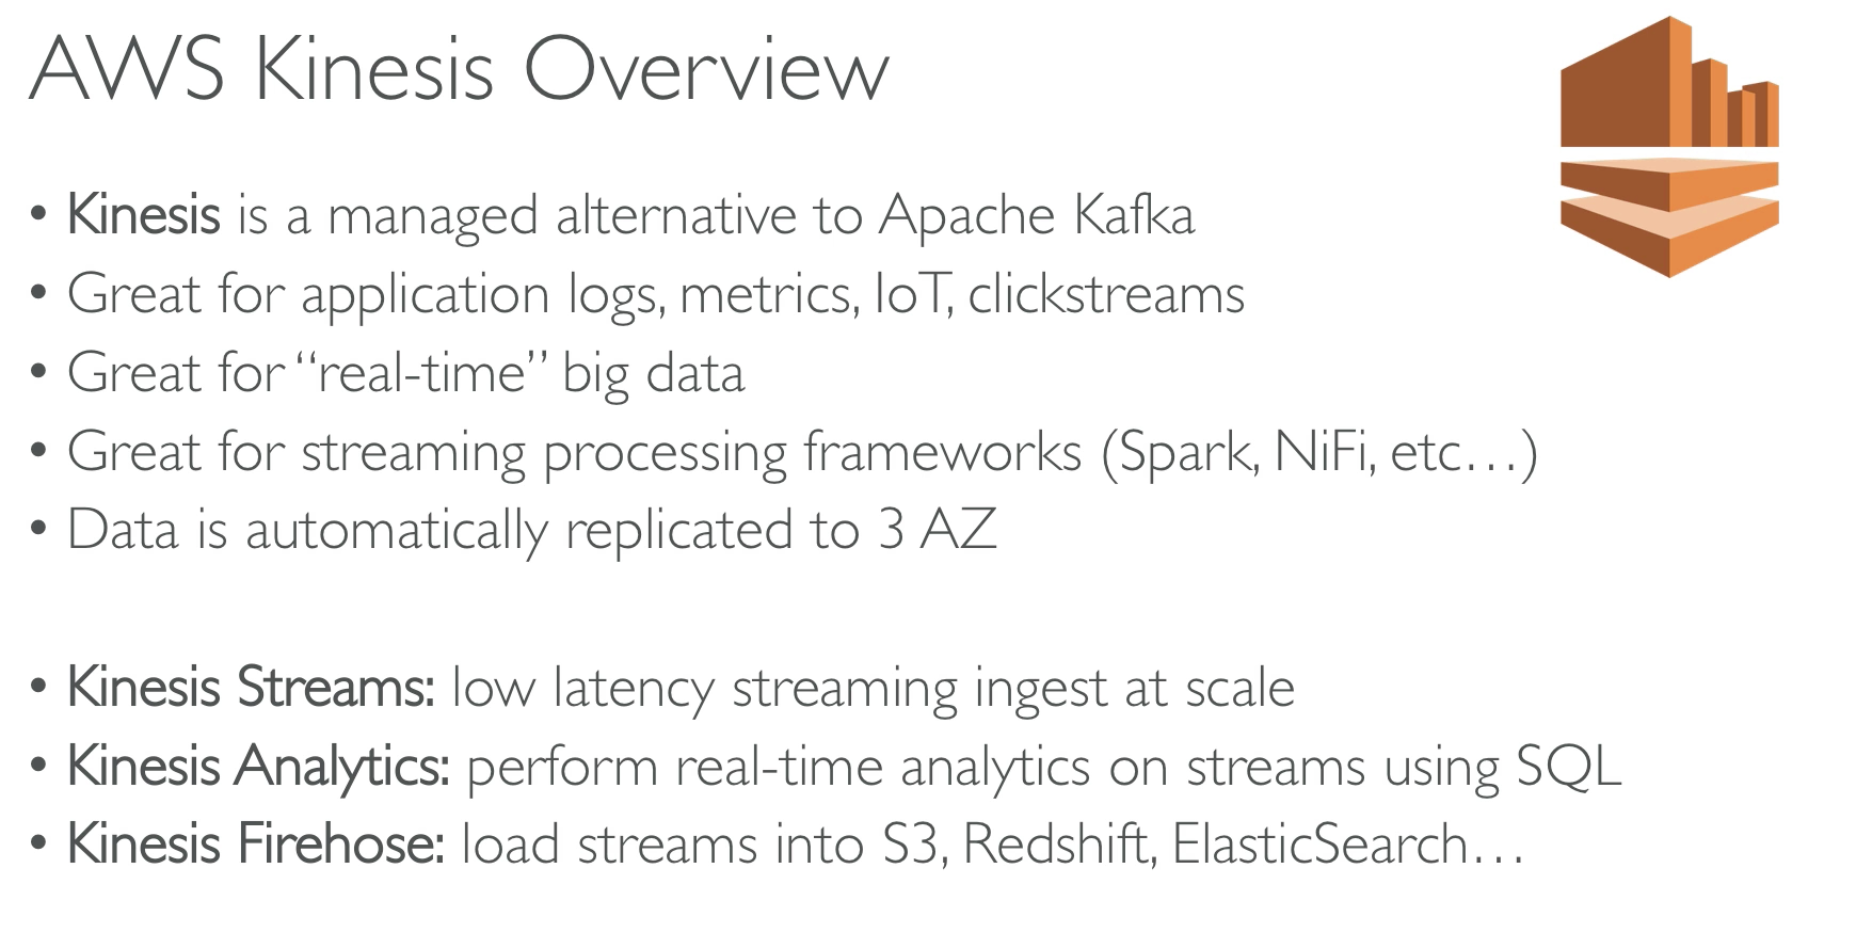 AWS Kinesis Overview
• Kinesis is a managed alternative to Apache Kafka
• Great for application logs, metrics, IoT, clickstreams
• Great for “real-time” big data
• Great for streaming processing frameworks (Spark, NiFi, etc…)
• Data is automatically replicated to 3 AZ
• Kinesis Streams: low latency streaming ingest at scale
• Kinesis Analytics: perform real-time analytics on streams using SQL
• Kinesis Firehose: load streams into S3, Redshift, ElasticSearch…